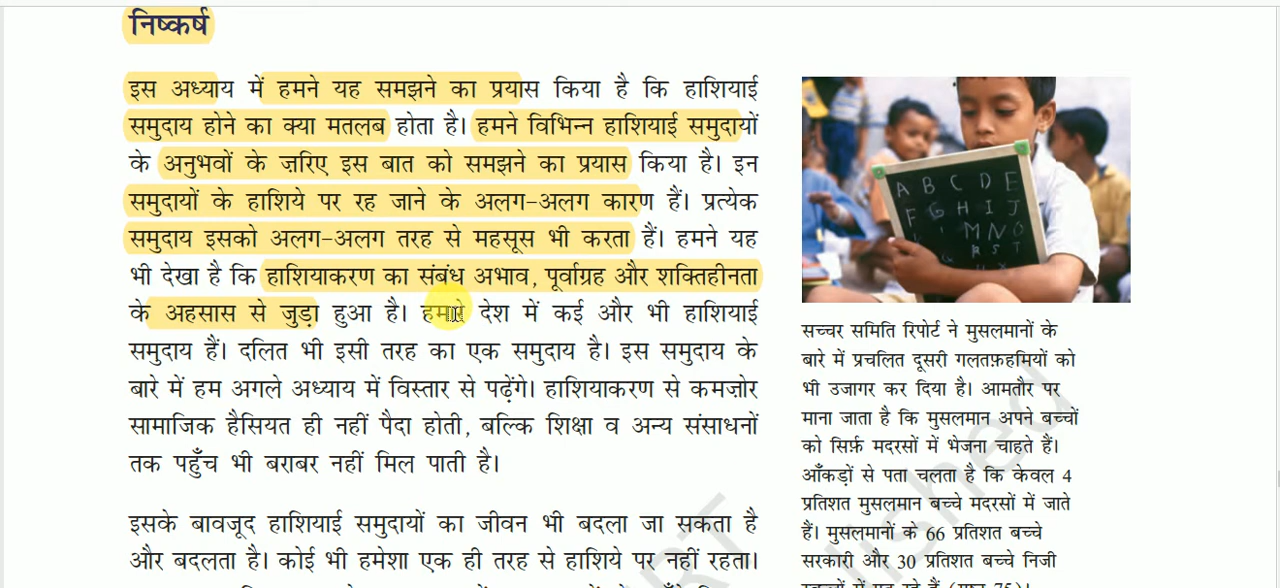 निष्कर्ष
इस अध्याय में हमने यह समझने का प्रयास किया है कि हाशियाई
समुदाय होने का क्या मतलब होता है। हमने विभिन्न हाशियाई समुदायों
के अनुभवों के ज़रिए इस बात को समझने का प्रयास किया है। इन
समुदायों के हाशिये पर रह जाने के अलग-अलग कारण हैं। प्रत्येक
समुदाय इसको अलग-अलग तरह से महसूस भी करता हैं। हमने यह
भी देखा है कि हाशियाकरण का संबंध अभाव, पूर्वाग्रह और शक्तिहीनता
के अहसास से जुड़ा हुआ है। हमारे देश में कई और भी हाशियाई
समुदाय हैं। दलित भी इसी तरह का एक समुदाय है। इस समुदाय के
बारे में हम अगले अध्याय में विस्तार से पढ़ेंगे। हाशियाकरण से कमज़ोर
सामाजिक हैसियत ही नहीं पैदा होती, बल्कि शिक्षा व अन्य संसाधनों
तक पहुँच भी बराबर नहीं मिल पाती है।
इसके बावजूद हाशियाई समुदायों का जीवन भी बदला जा सकता है
और बदलता है। कोई भी हमेशा एक ही तरह से हाशिये पर नहीं रहता।
A B C D E
F G H I J
M N O
R S T
सच्चर समिति रिपोर्ट ने मुसलमानों के
बारे में प्रचलित दूसरी गलतफ़हमियों को
भी उजागर कर दिया है। आमतौर पर
माना जाता है कि मुसलमान अपने बच्चों
को सिर्फ़ मदरसों में भेजना चाहते हैं।
आँकड़ों से पता चलता है कि केवल 4
प्रतिशत मुसलमान बच्चे मदरसों में जाते
हैं। मुसलमानों के 66 प्रतिशत बच्चे
सरकारी और 30 प्रतिशत बच्चे निजी